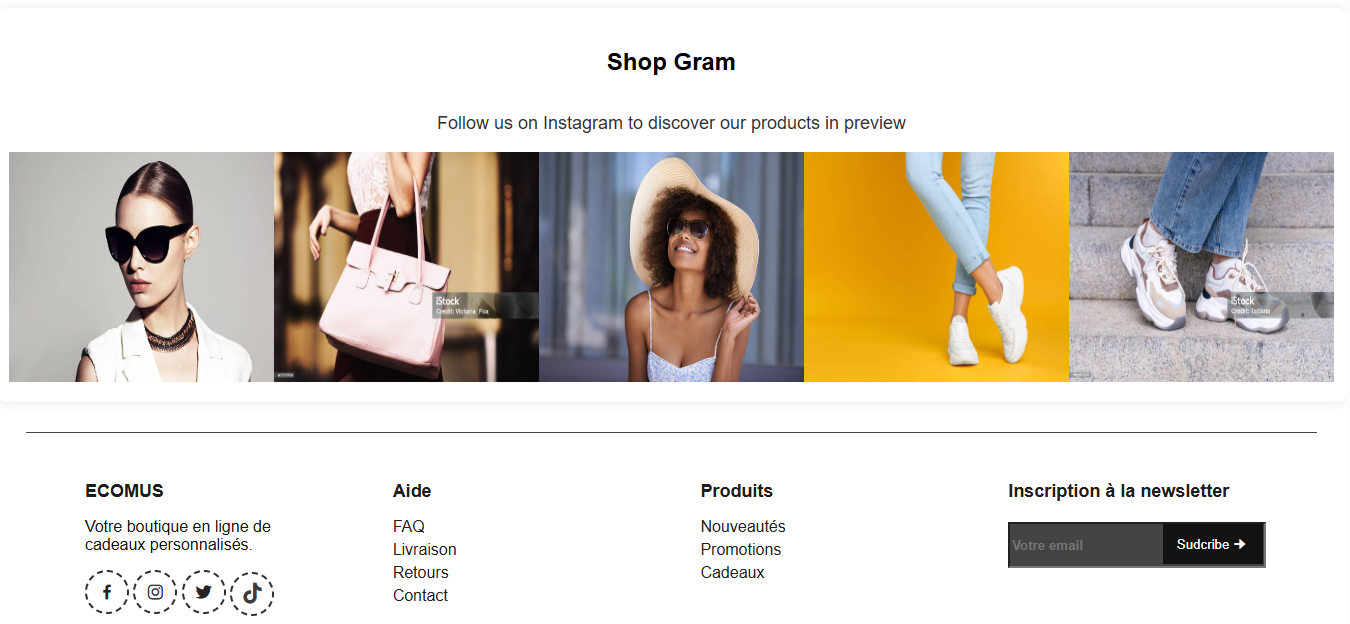 Shop Gram
Follow us on Instagram to discover our products in preview
iStock
Credit: Victoria_Fox
iStock
Credit: Tatiana
ECOMUS
Votre boutique en ligne de
cadeaux personnalisés.
Aide
FAQ
Livraison
Retours
Contact
Produits
Nouveautés
Promotions
Cadeaux
Inscription à la newsletter
Votre email
Sudcribe